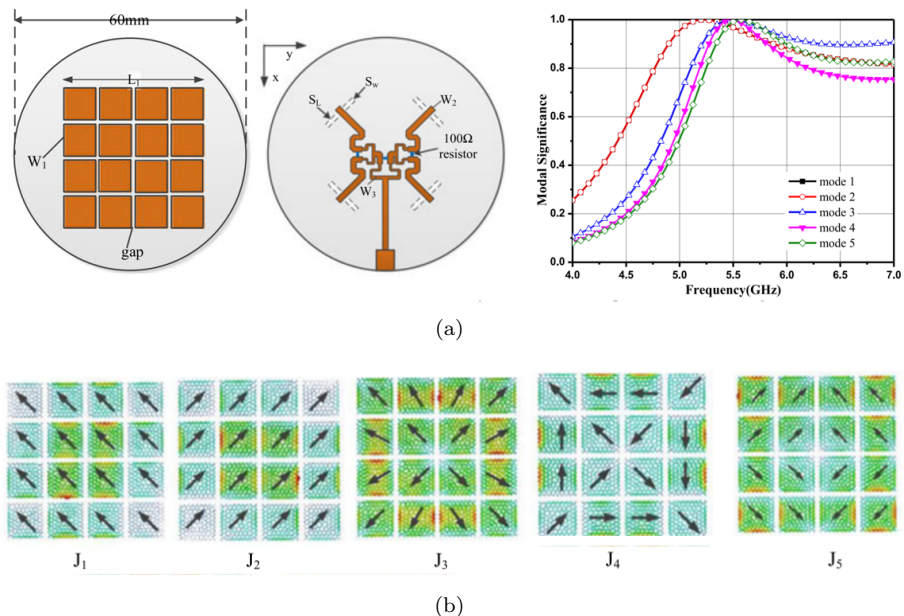 60mm
L1
W1
gap
y
x
SL
Sw
W2
100Ω
resistor
W3
Modal Significance
1.0
0.8
0.6
0.4
0.2
0.0
mode 1
mode 2
mode 3
mode 4
mode 5
4.0 4.5 5.0 5.5 6.0 6.5 7.0
Frequency(GHz)
(a)
J1 J2 J3 J4 J5
(b)